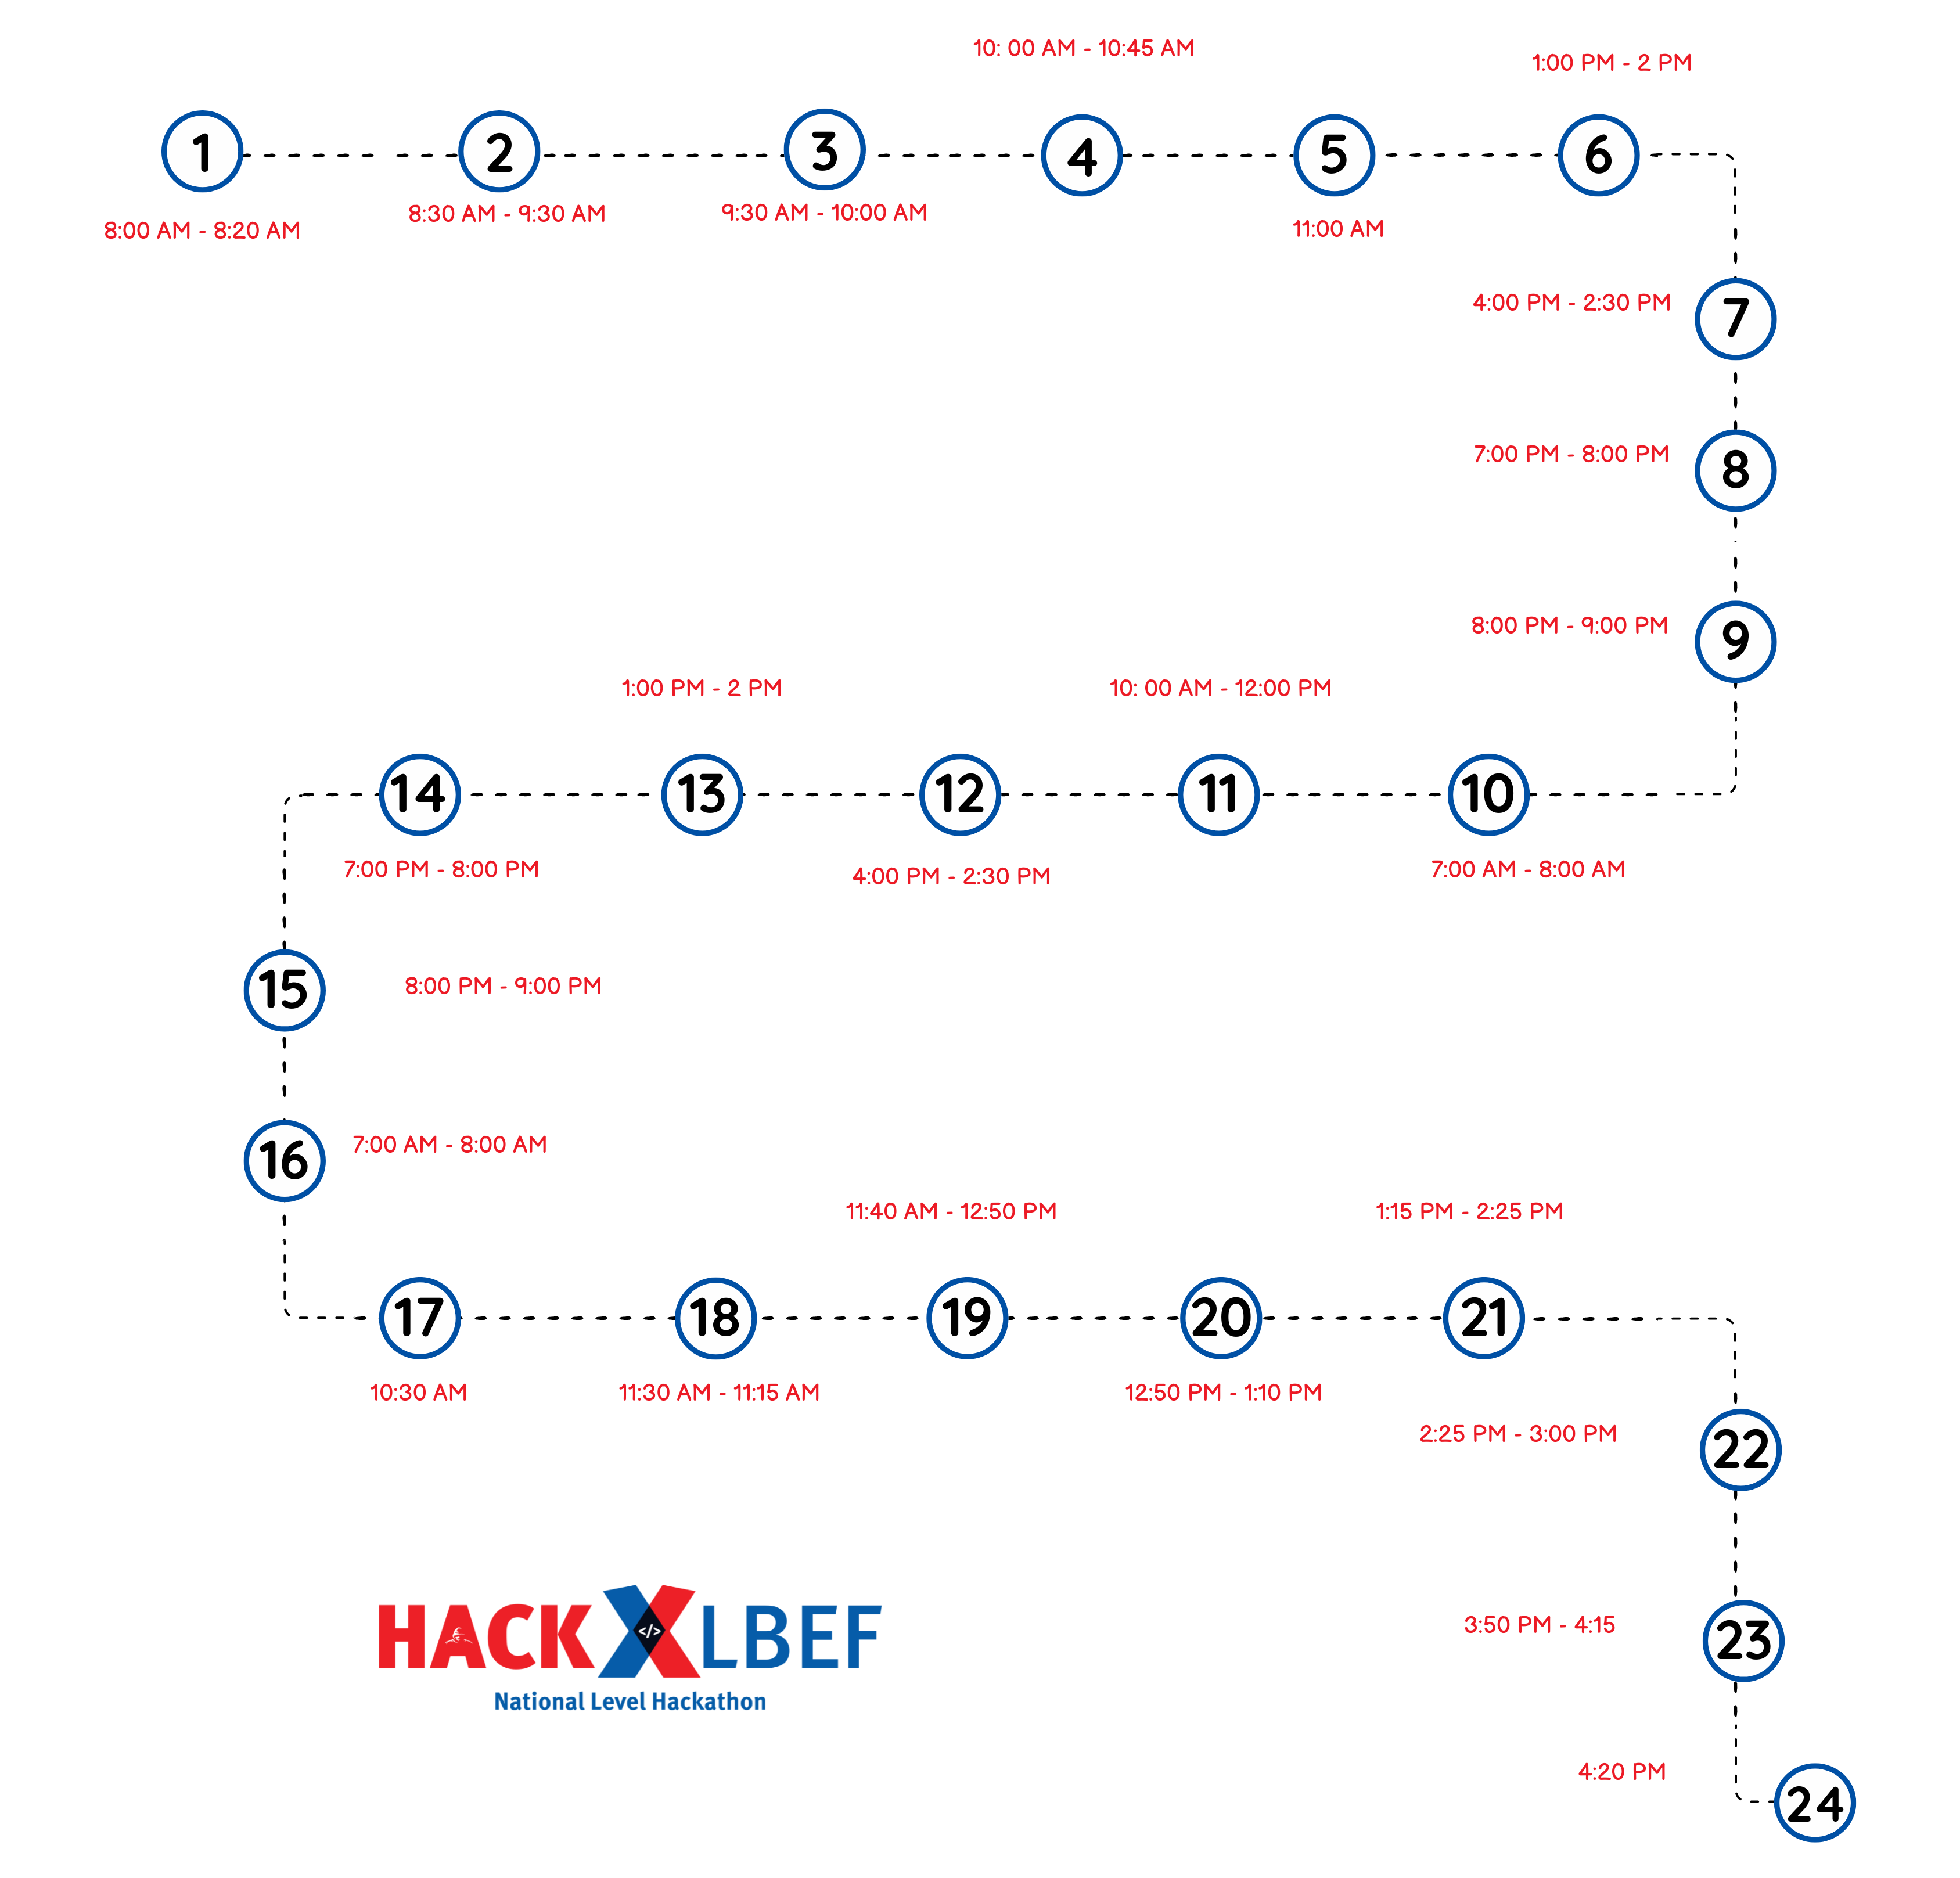 10: 00 AM - 10:45 AM
1:00 PM - 2 PM
1
2
3
4
5
6
8:00 AM - 8:20 AM
8:30 AM - 9:30 AM
9:30 AM - 10:00 AM
11:00 AM
4:00 PM - 2:30 PM
7
7:00 PM - 8:00 PM
8
8:00 PM - 9:00 PM
9
1:00 PM - 2 PM
10: 00 AM - 12:00 PM
14
13
12
11
10
7:00 PM - 8:00 PM
4:00 PM - 2:30 PM
7:00 AM - 8:00 AM
15
8:00 PM - 9:00 PM
16
7:00 AM - 8:00 AM
11:40 AM - 12:50 PM
1:15 PM - 2:25 PM
17
18
19
20
21
10:30 AM
11:30 AM - 11:15 AM
12:50 PM - 1:10 PM
2:25 PM - 3:00 PM
22
3:50 PM - 4:15
23
HACKXLBEF
</>
National Level Hackathon
4:20 PM
24